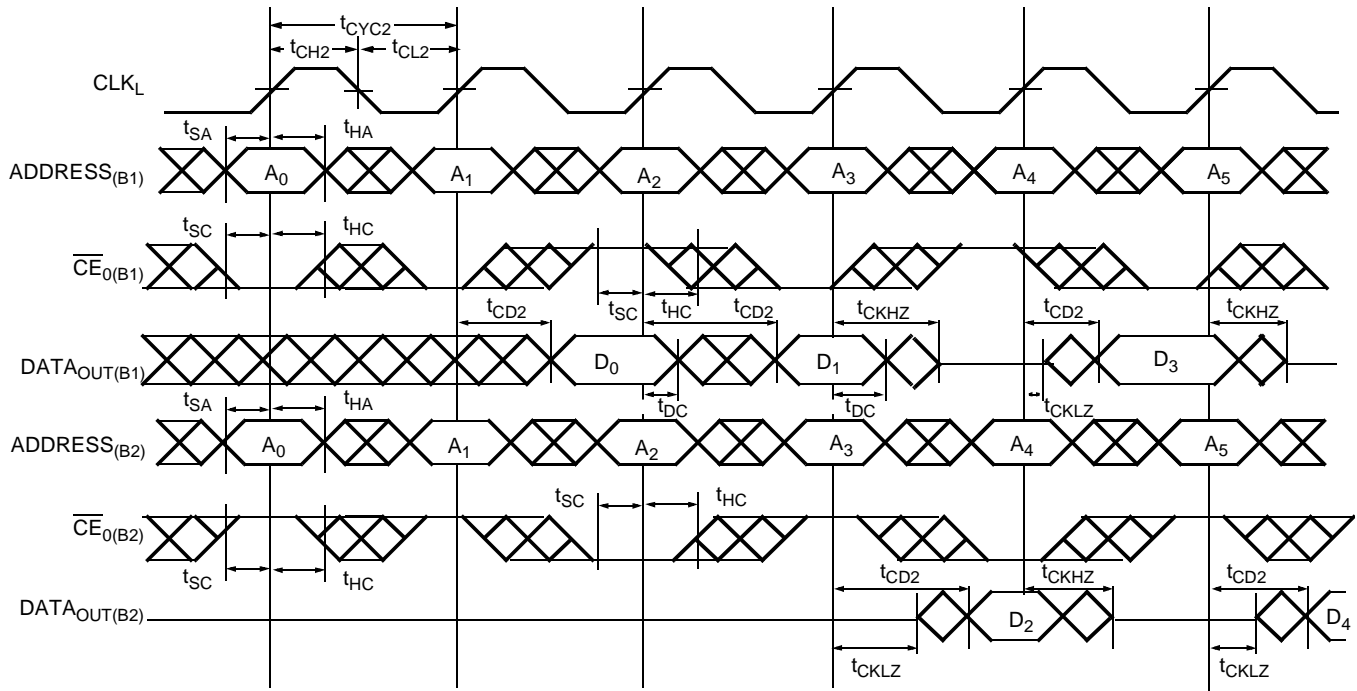 tCYC2
tCH2 tCL2
CLKL
tSA tHA
ADDRESS(B1) A0 A1 A2 A3 A4 A5
tSC tHC
CE0(B1)
tCD2 tSC tHC tCD2 tCKHZ tCD2 tCKHZ
DATAOUT(B1) D0 D1 D3
tSA tHA tDC tDC tCKLZ
ADDRESS(B2) A0 A1 A2 A3 A4 A5
tSC tHC
CE0(B2)
tSC tHC tCD2 tCKHZ tCD2
DATAOUT(B2) D2 D4
tCKLZ tCKLZ